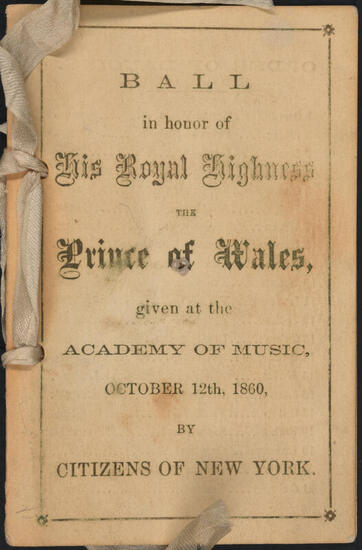 BALL
in honor of
His Royal Highness
THE
Prince of Wales,
given at the
ACADEMY OF MUSIC,
OCTOBER 12th, 1860,
BY
CITIZENS OF NEW YORK.